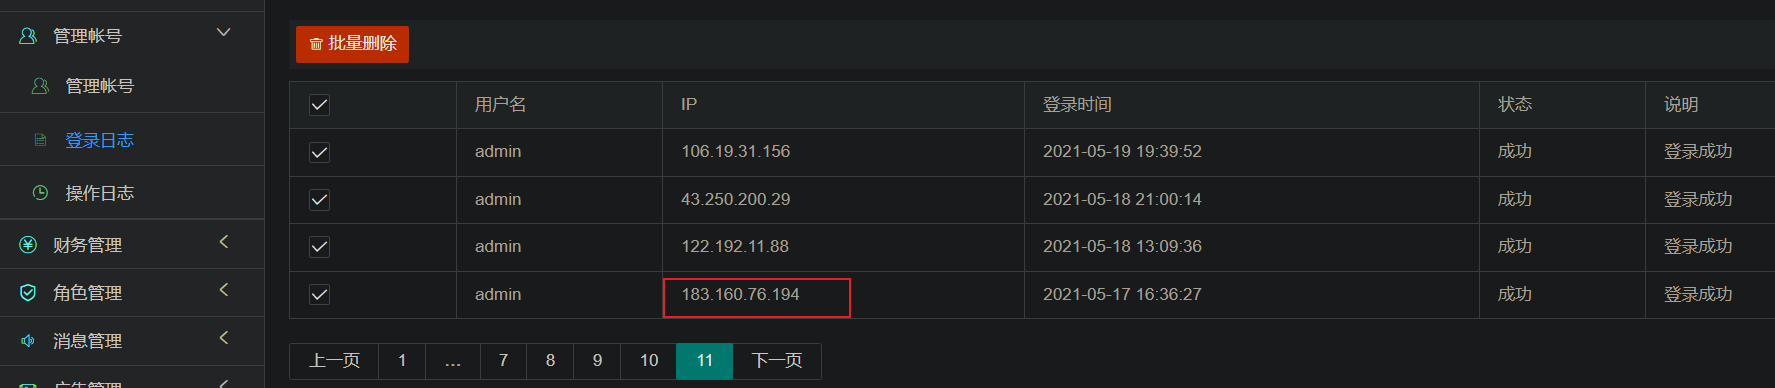 管理帐号
管理帐号
登录日志
操作日志
财务管理
角色管理
消息管理
广告管理
批量删除
用户名 IP 登录时间 状态 说明
admin 106.19.31.156 2021-05-19 19:39:52 成功 登录成功
admin 43.250.200.29 2021-05-18 21:00:14 成功 登录成功
admin 122.192.11.88 2021-05-18 13:09:36 成功 登录成功
admin 183.160.76.194 2021-05-17 16:36:27 成功 登录成功
上一页 1 … 7 8 9 10 11 下一页